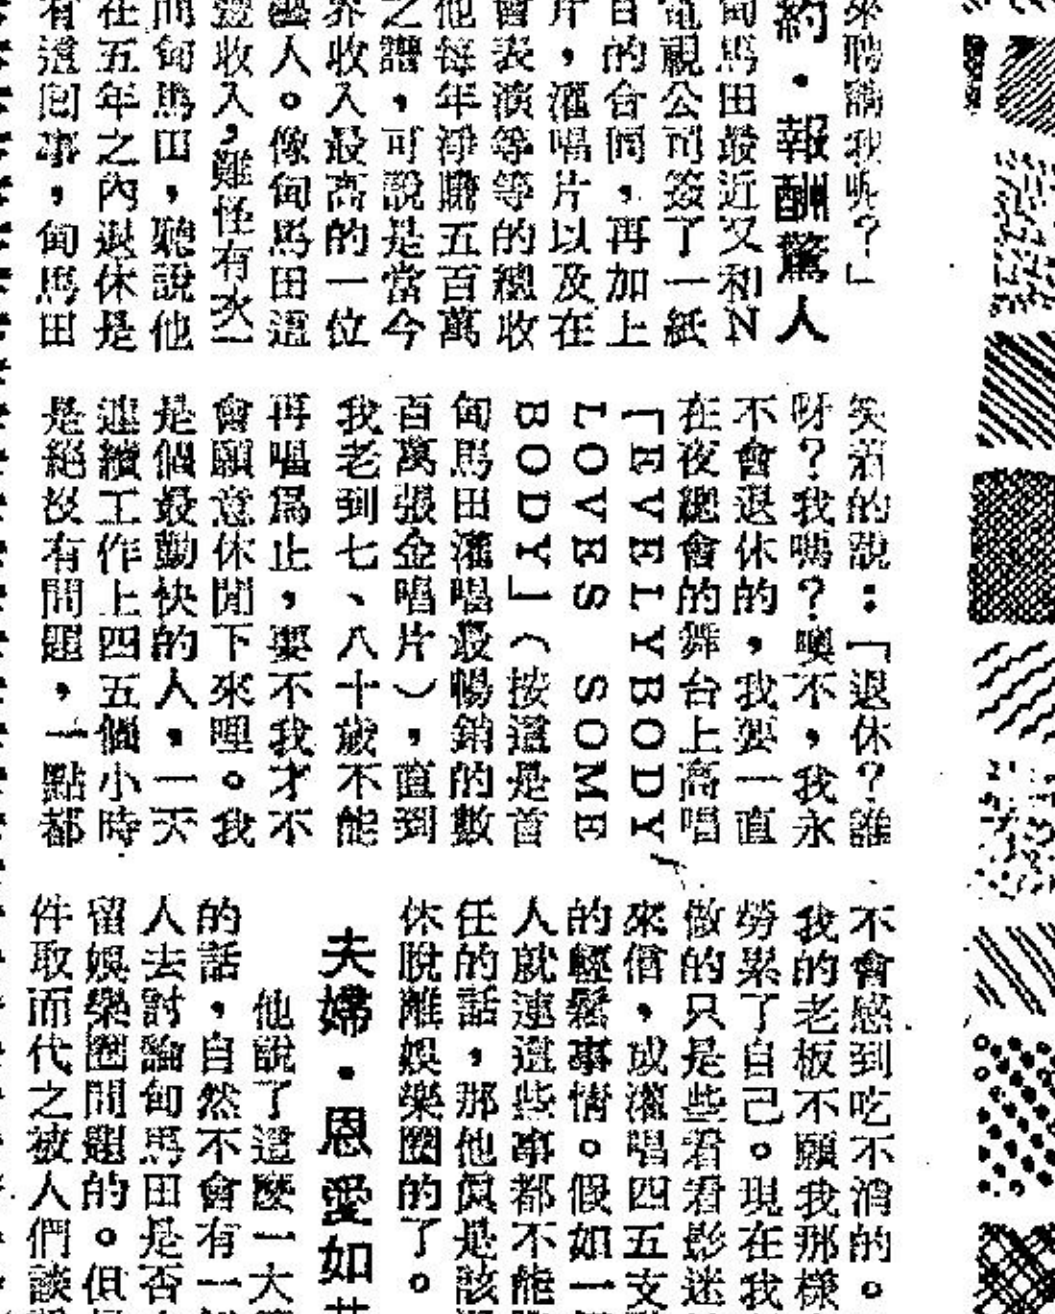 來聘請我呢？」
約・報酬驚人
甸馬田最近又和N
電視公司簽了一紙
百的合同，再加上
片，灌唱片以及在
會表演等等的總收
他每年淨賺五百萬
之譜，可說是當今
界收入最高的一位
藝人。像甸馬田這
收入，難怪有
在問甸馬田，聽說他
在五年之內退休是
有這回事，甸馬田
笑着的說：「退休？誰
呀？我嗎？噢不，我永
不會退休的，我要一直
在夜總會的舞台上高唱
「EVELYBODY
LOVES SOME
BODY」（按這是首
甸馬田灌唱最暢銷的數
百萬張金唱片），直到
我老到七、八十歲不能
再唱爲止，要不我才不
會願意休閒下來哩。我
是個最勤快的人，一天
連續工作上四五個小時
是絕沒有問題，一點都
不會感到吃不消的。
我的老板不願我那樣
勞累了自己。現在我
做的只是些看看影迷
來信，或灌唱四五支
的輕鬆事情。假如一
人就連這些事都不能
任的話，那他眞是該
休脫離娛樂圈的了。
夫婦・恩愛如
他說了這麽一大
的話，自然不會有一
人去討論甸馬田是否
留娛樂圈問題的。但
件取而代之被人們談